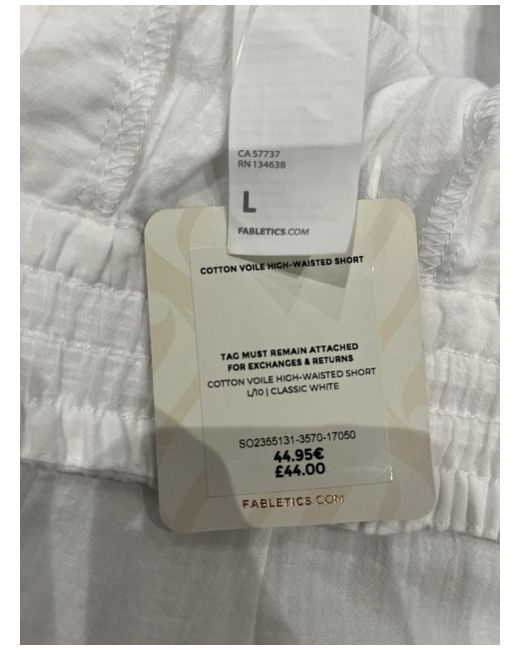 CA 57737
RN 134638
L
FABLETICS.COM
COTTON VOILE HIGH-WAISTED SHORT
TAG MUST REMAIN ATTACHED
FOR EXCHANGES & RETURNS
COTTON VOILE HIGH-WAISTED SHORT
L/10 | CLASSIC WHITE
SO2355131-3570-17050
44.95€
£44.00
FABLETICS.COM